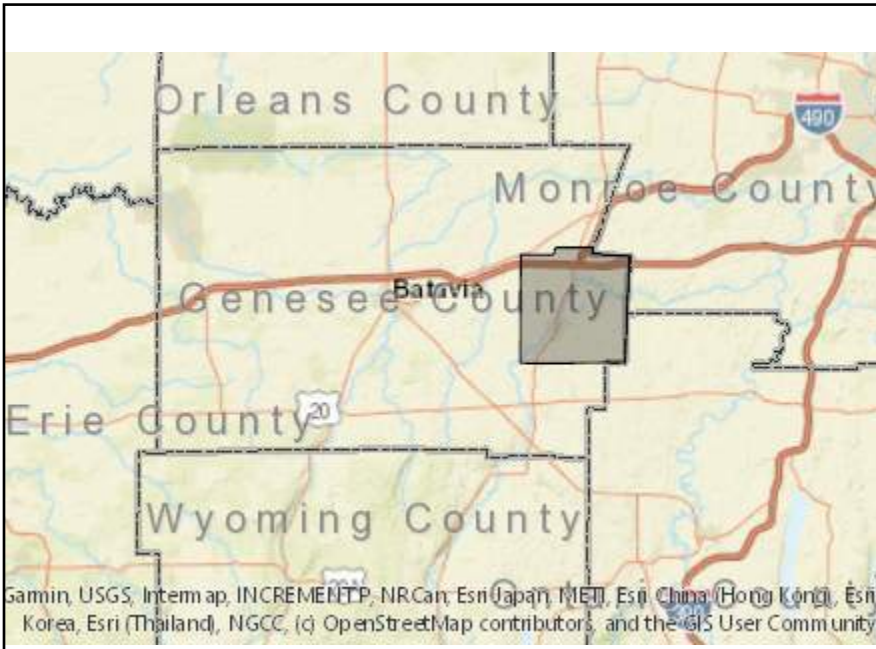 Orleans County
490
Monroe County
Batavia
Genesee County
20
Erie County
Wyoming County
Garmin, USGS, Intermap, INCREMENT P, NRCan, Esri Japan, METI, Esri China (Hong Kong), Esri
Korea, Esri (Thailand), NGCC, (c) OpenStreetMap contributors, and the GIS User Community